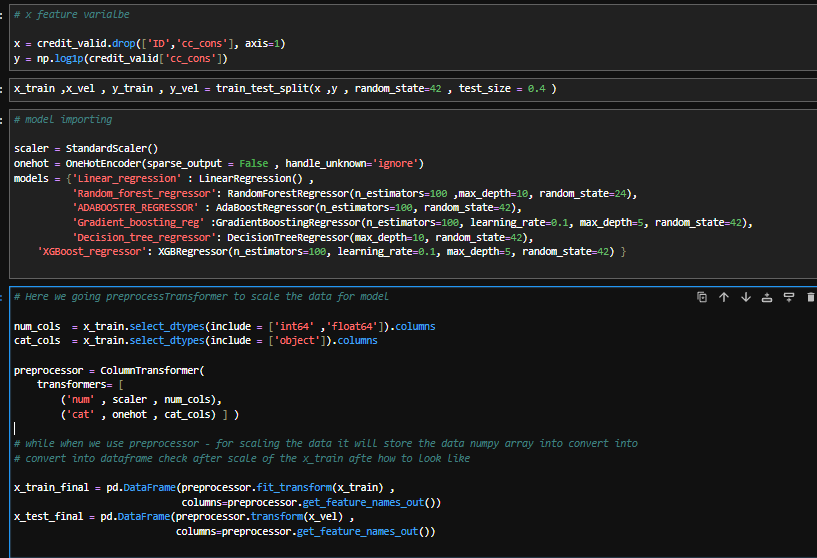 # x feature varialbe
x = credit_valid.drop(['ID','cc_cons'], axis=1)
y = np.log1p(credit_valid['cc_cons'])
x_train ,x_vel , y_train , y_vel = train_test_split(x ,y , random_state=42 , test_size = 0.4 )
# model importing
scaler = StandardScaler()
onehot = OneHotEncoder(sparse_output = False , handle_unknown='ignore')
models = {'Linear_regression' : LinearRegression() ,
'Random_forest_regressor': RandomForestRegressor(n_estimators=100 ,max_depth=10, random_state=24),
'ADABOOSTER_REGRESSOR' : AdaBoostRegressor(n_estimators=100, random_state=42),
'Gradient_boosting_reg' :GradientBoostingRegressor(n_estimators=100, learning_rate=0.1, max_depth=5, random_state=42),
'Decision_tree_regressor': DecisionTreeRegressor(max_depth=10, random_state=42),
'XGBoost_regressor': XGBRegressor(n_estimators=100, learning_rate=0.1, max_depth=5, random_state=42) }
# Here we going preprocessTransformer to scale the data for model
num_cols  = x_train.select_dtypes(include = ['int64' ,'float64']).columns
cat_cols  = x_train.select_dtypes(include = ['object']).columns
preprocessor = ColumnTransformer(
transformers= [
('num' , scaler , num_cols),
('cat' , onehot , cat_cols) ] )
# while when we use preprocessor - for scaling the data it will store the data numpy array into convert into
# convert into dataframe check after scale of the x_train afte how to look like
x_train_final = pd.DataFrame(preprocessor.fit_transform(x_train) ,
columns=preprocessor.get_feature_names_out())
x_test_final = pd.DataFrame(preprocessor.transform(x_vel) ,
columns=preprocessor.get_feature_names_out())